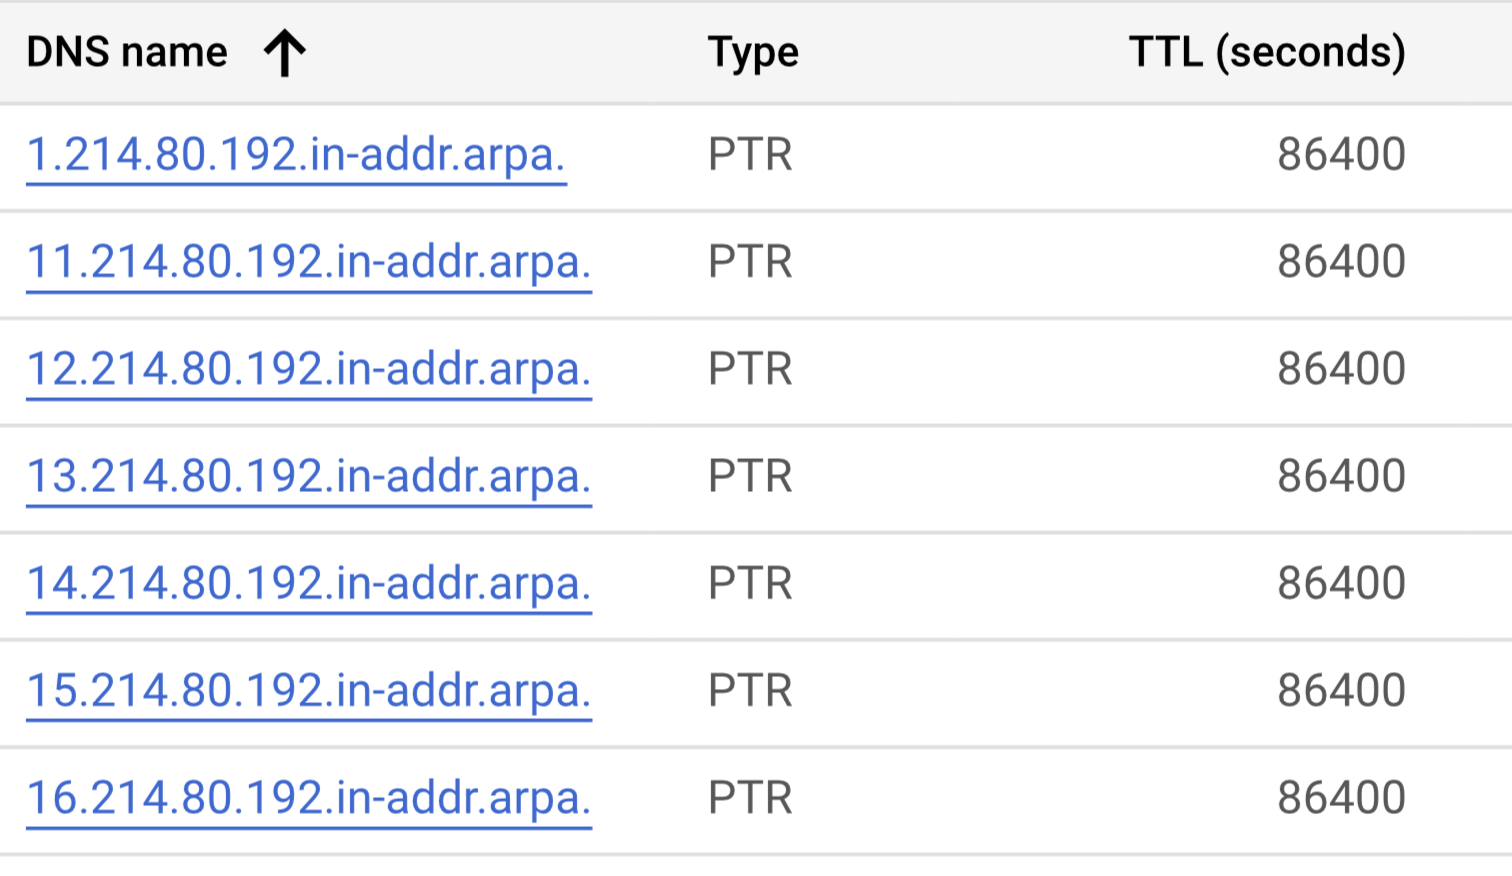 DNS name ↑ Type TTL (seconds)
1.214.80.192.in-addr.arpa. PTR 86400
11.214.80.192.in-addr.arpa. PTR 86400
12.214.80.192.in-addr.arpa. PTR 86400
13.214.80.192.in-addr.arpa. PTR 86400
14.214.80.192.in-addr.arpa. PTR 86400
15.214.80.192.in-addr.arpa. PTR 86400
16.214.80.192.in-addr.arpa. PTR 86400